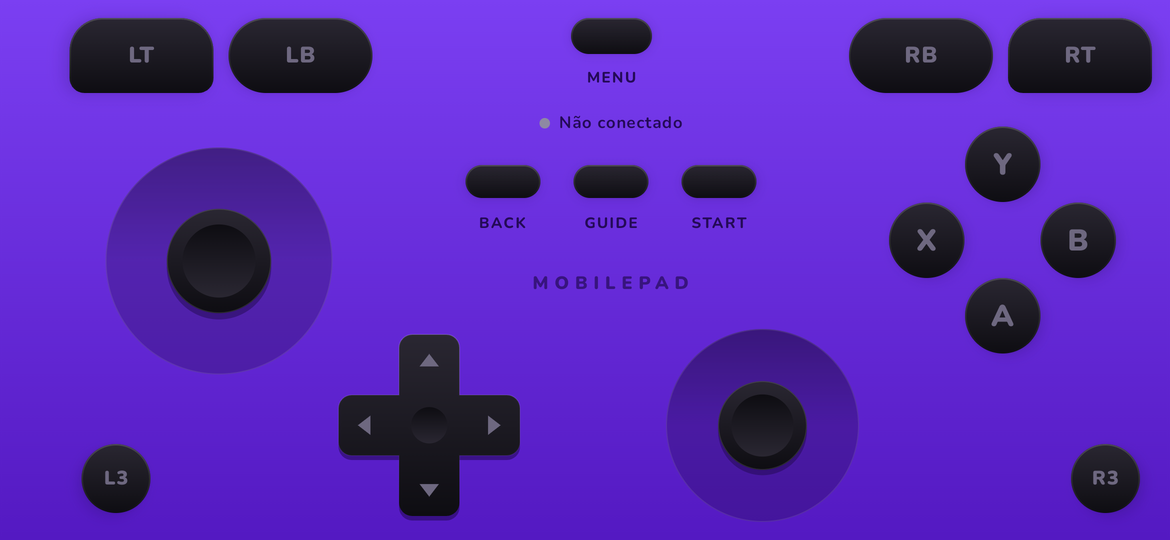 LT
LB
MENU
RB
RT
Não conectado
Y
X
B
A
BACK
GUIDE
START
MOBILEPAD
L3
R3